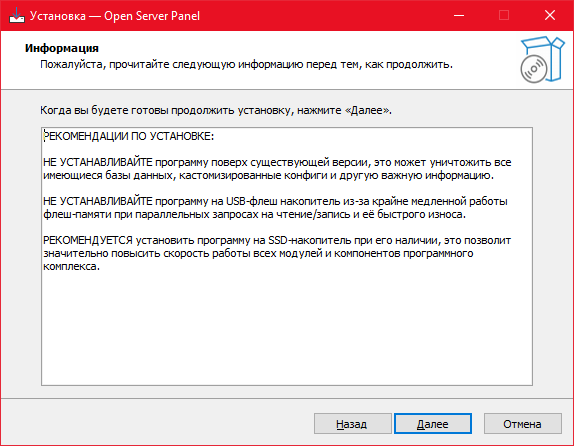 Установка — Open Server Panel
Информация
Пожалуйста, прочитайте следующую информацию перед тем, как продолжить.
Когда вы будете готовы продолжить установку, нажмите «Далее».
РЕКОМЕНДАЦИИ ПО УСТАНОВКЕ:
НЕ УСТАНАВЛИВАЙТЕ программу поверх существующей версии, это может уничтожить все
имеющиеся базы данных, кастомизированные конфиги и другую важную информацию.
НЕ УСТАНАВЛИВАЙТЕ программу на USB-флеш накопитель из-за крайне медленной работы
флеш-памяти при параллельных запросах на чтение/запись и её быстрого износа.
РЕКОМЕНДУЕТСЯ установить программу на SSD-накопитель при его наличии, это позволит
значительно повысить скорость работы всех модулей и компонентов программного
комплекса.
Назад
Далее
Отмена